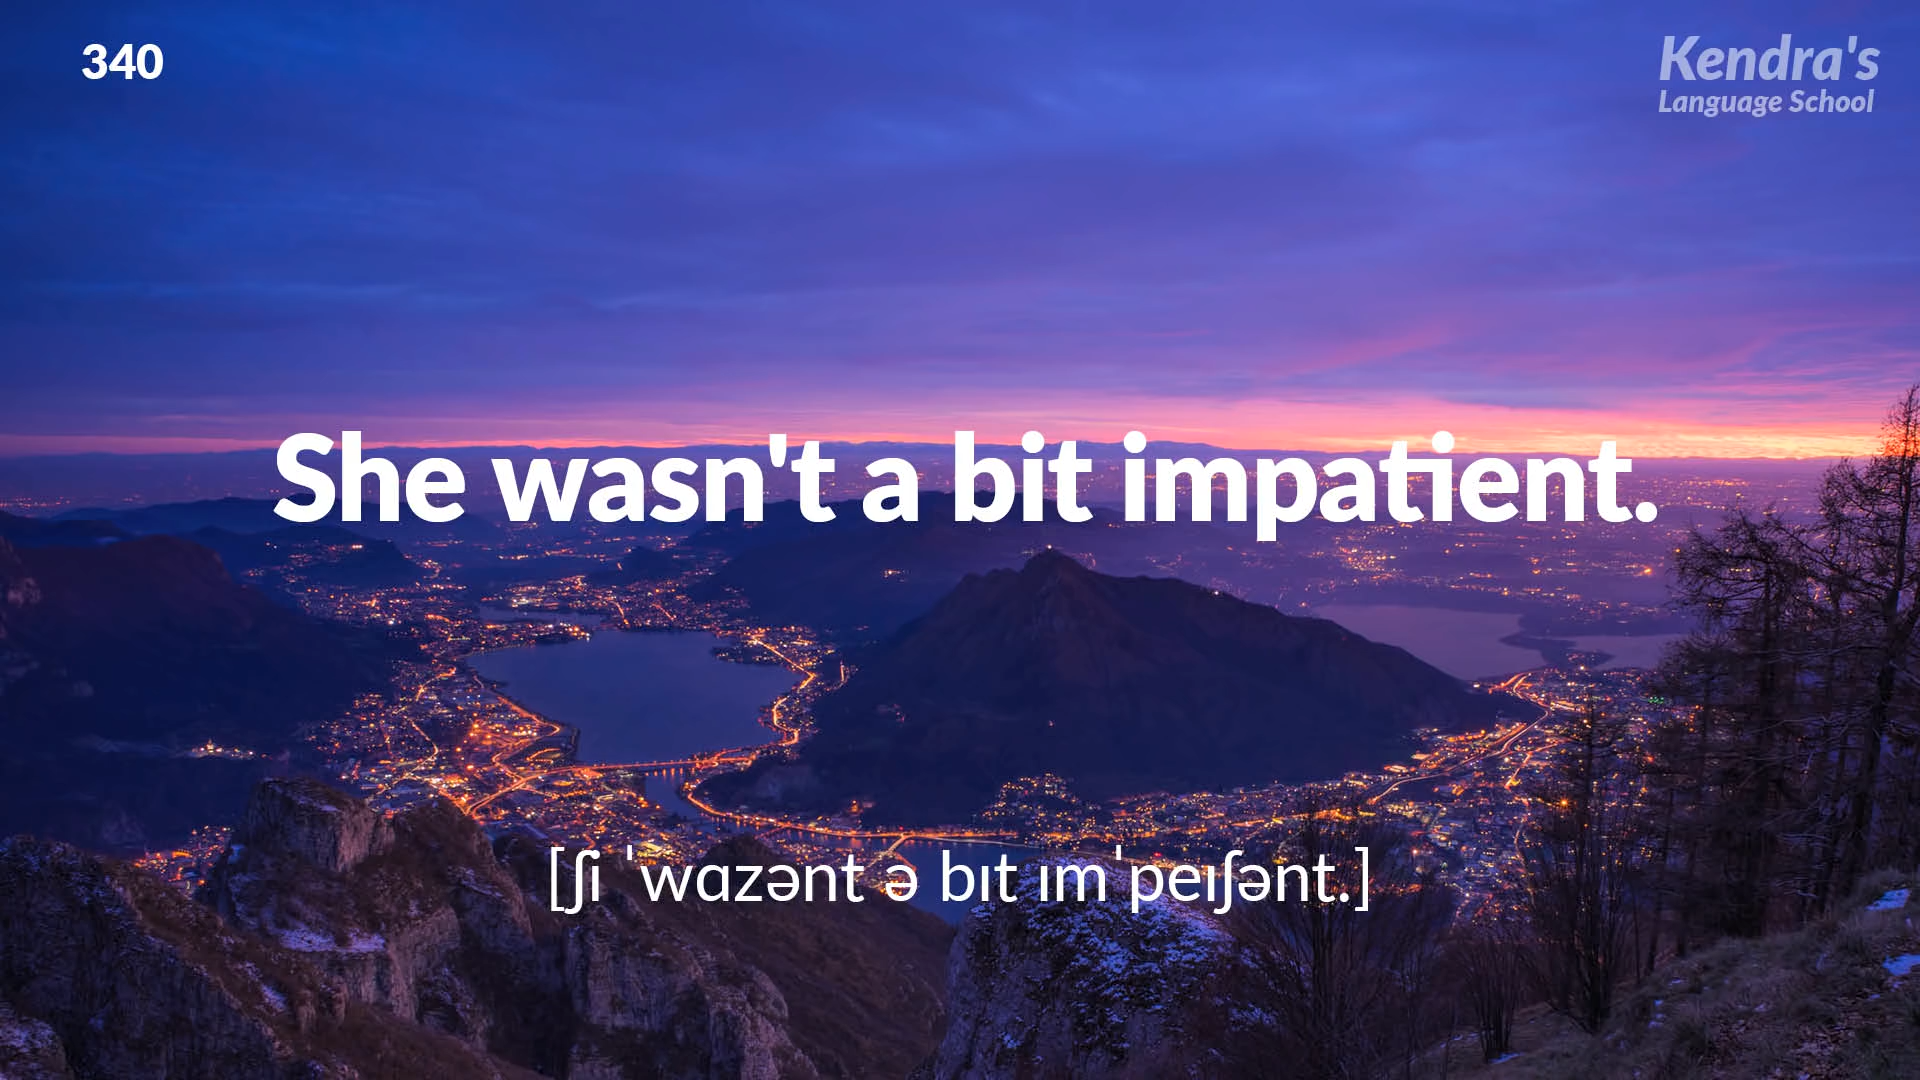 340
Kendra's
Language School
She wasn't a bit impatient.
[ʃi ˈwɑzənt ə bɪt ɪmˈpeɪʃənt.]